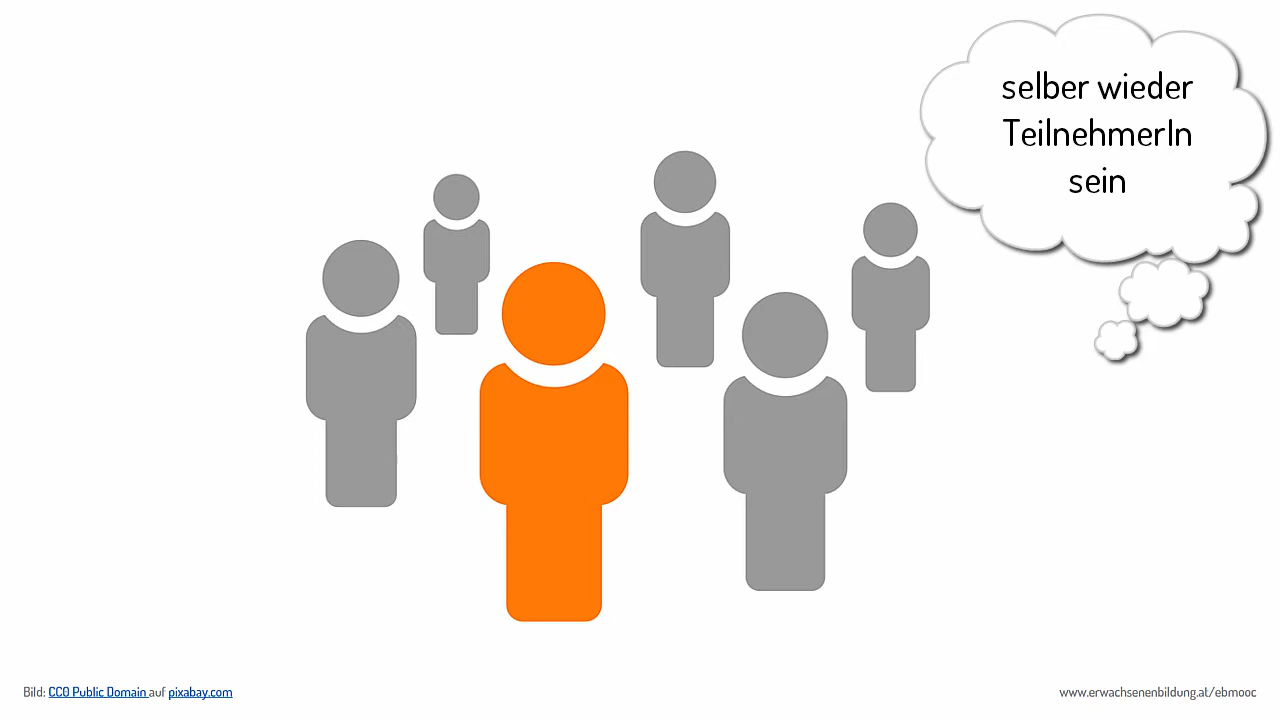 selber wieder
TeilnehmerIn
sein
Bild: CC0 Public Domain auf pixabay.com
www.erwachsenenbildung.at/ebmooc